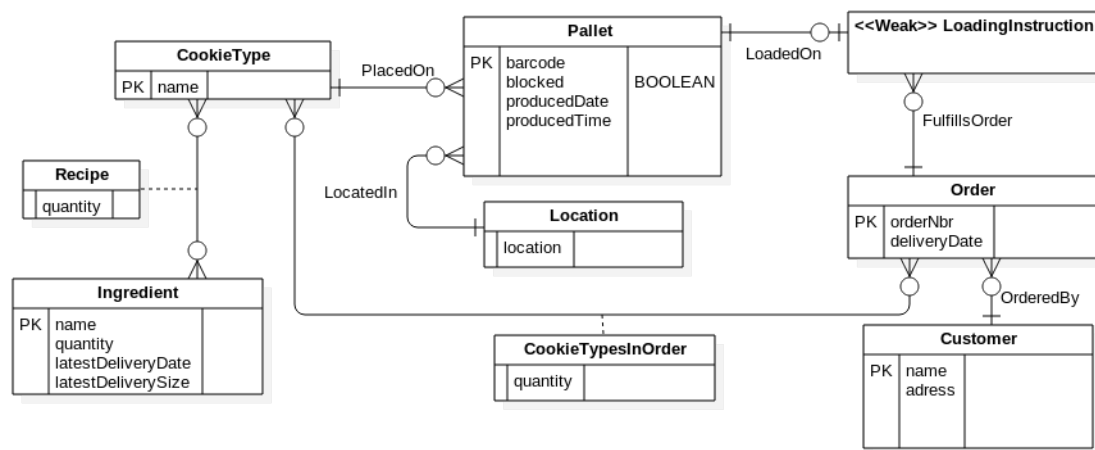 CookieType
PK name
PlacedOn
Pallet
PK barcode
blocked BOOLEAN
producedDate
producedTime
LoadedOn
<<Weak>> LoadingInstruction
FulfillsOrder
Recipe
quantity
LocatedIn
Location
location
Order
PK orderNbr
deliveryDate
Ingredient
PK name
quantity
latestDeliveryDate
latestDeliverySize
OrderedBy
CookieTypesInOrder
quantity
Customer
PK name
adress